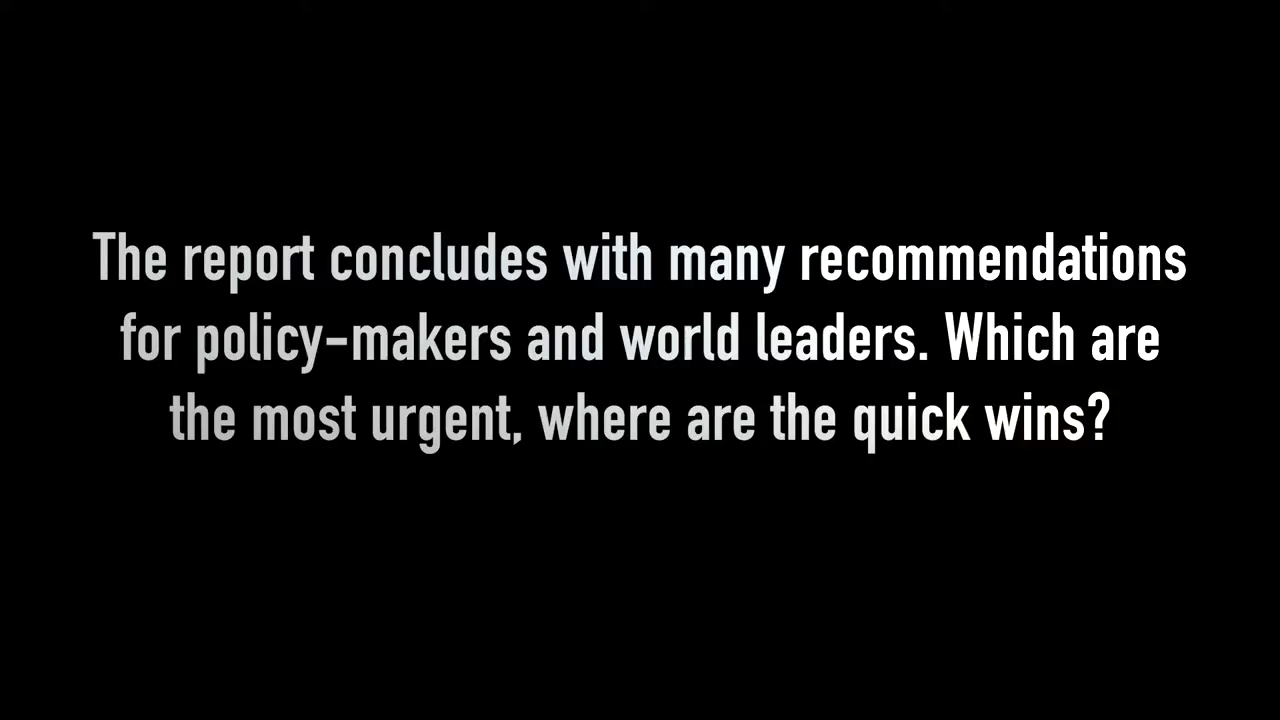 The report concludes with many recommendations
for policy-makers and world leaders. Which are
the most urgent, where are the quick wins?